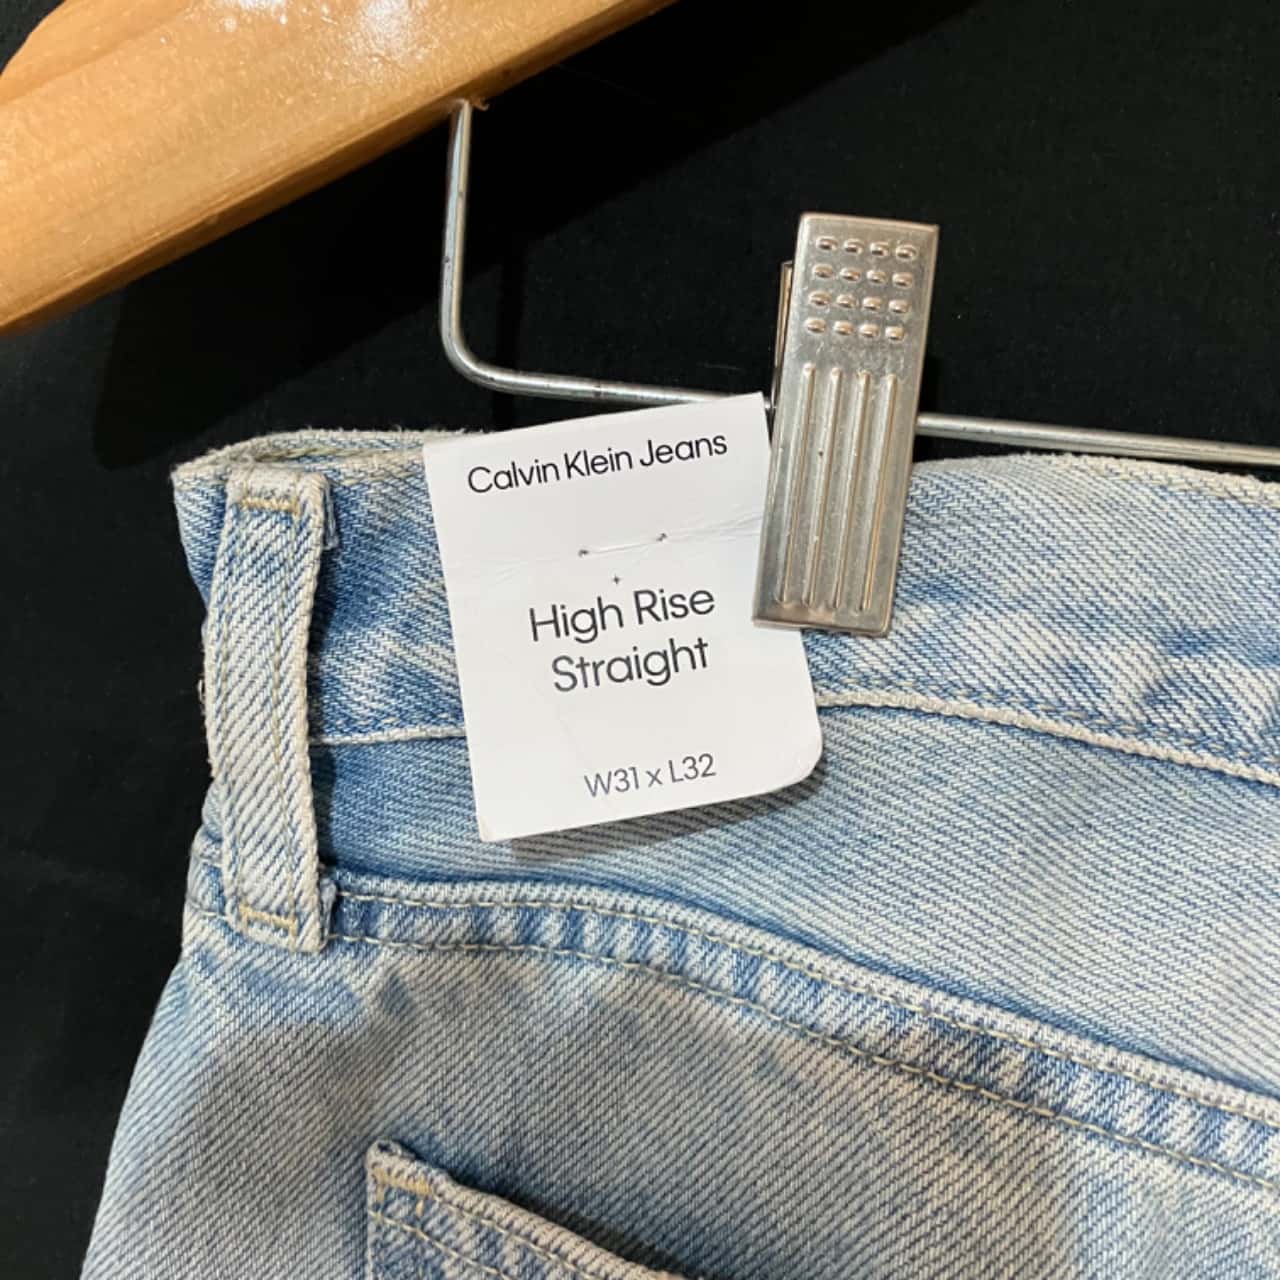 Calvin Klein Jeans
High Rise
Straight
W31 x L32